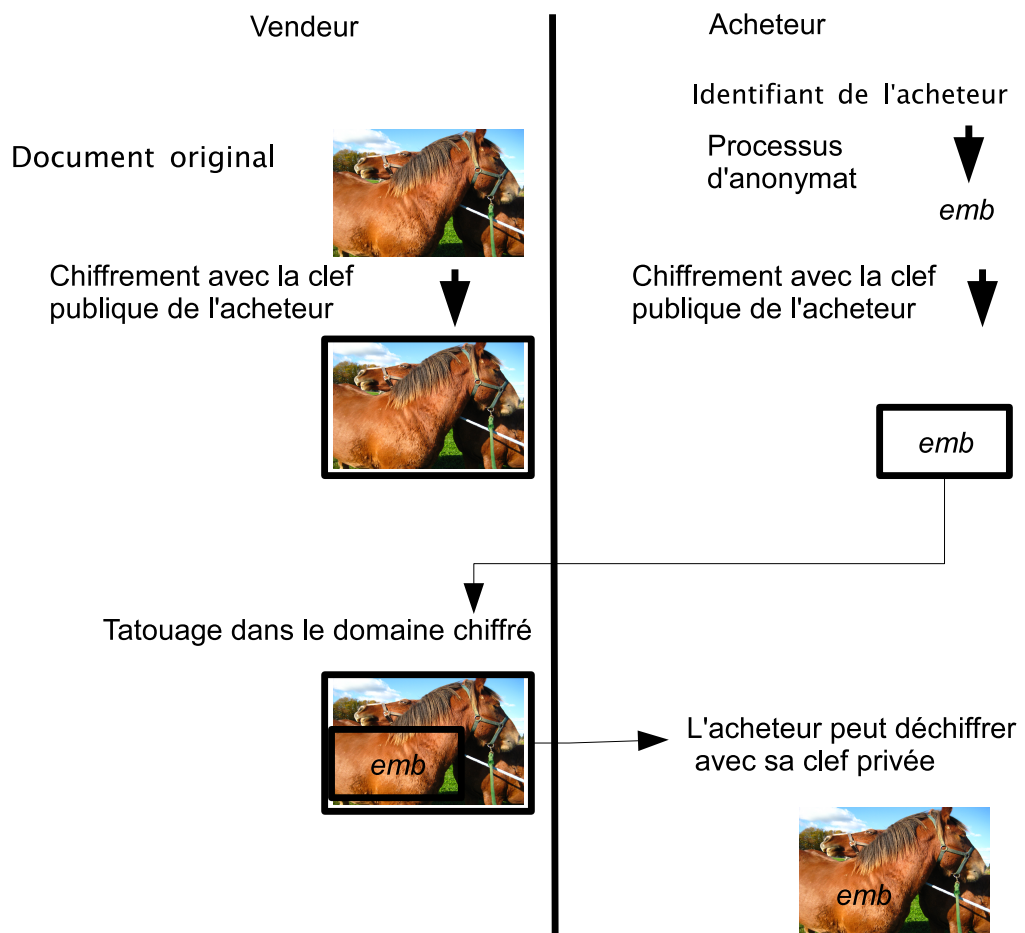 Vendeur
Acheteur
Identifiant de l'acheteur
Document original
Processus
d'anonymat
emb
Chiffrement avec la clef
publique de l'acheteur
Chiffrement avec la clef
publique de l'acheteur
emb
Tatouage dans le domaine chiffré
emb
L'acheteur peut déchiffrer
avec sa clef privée
emb